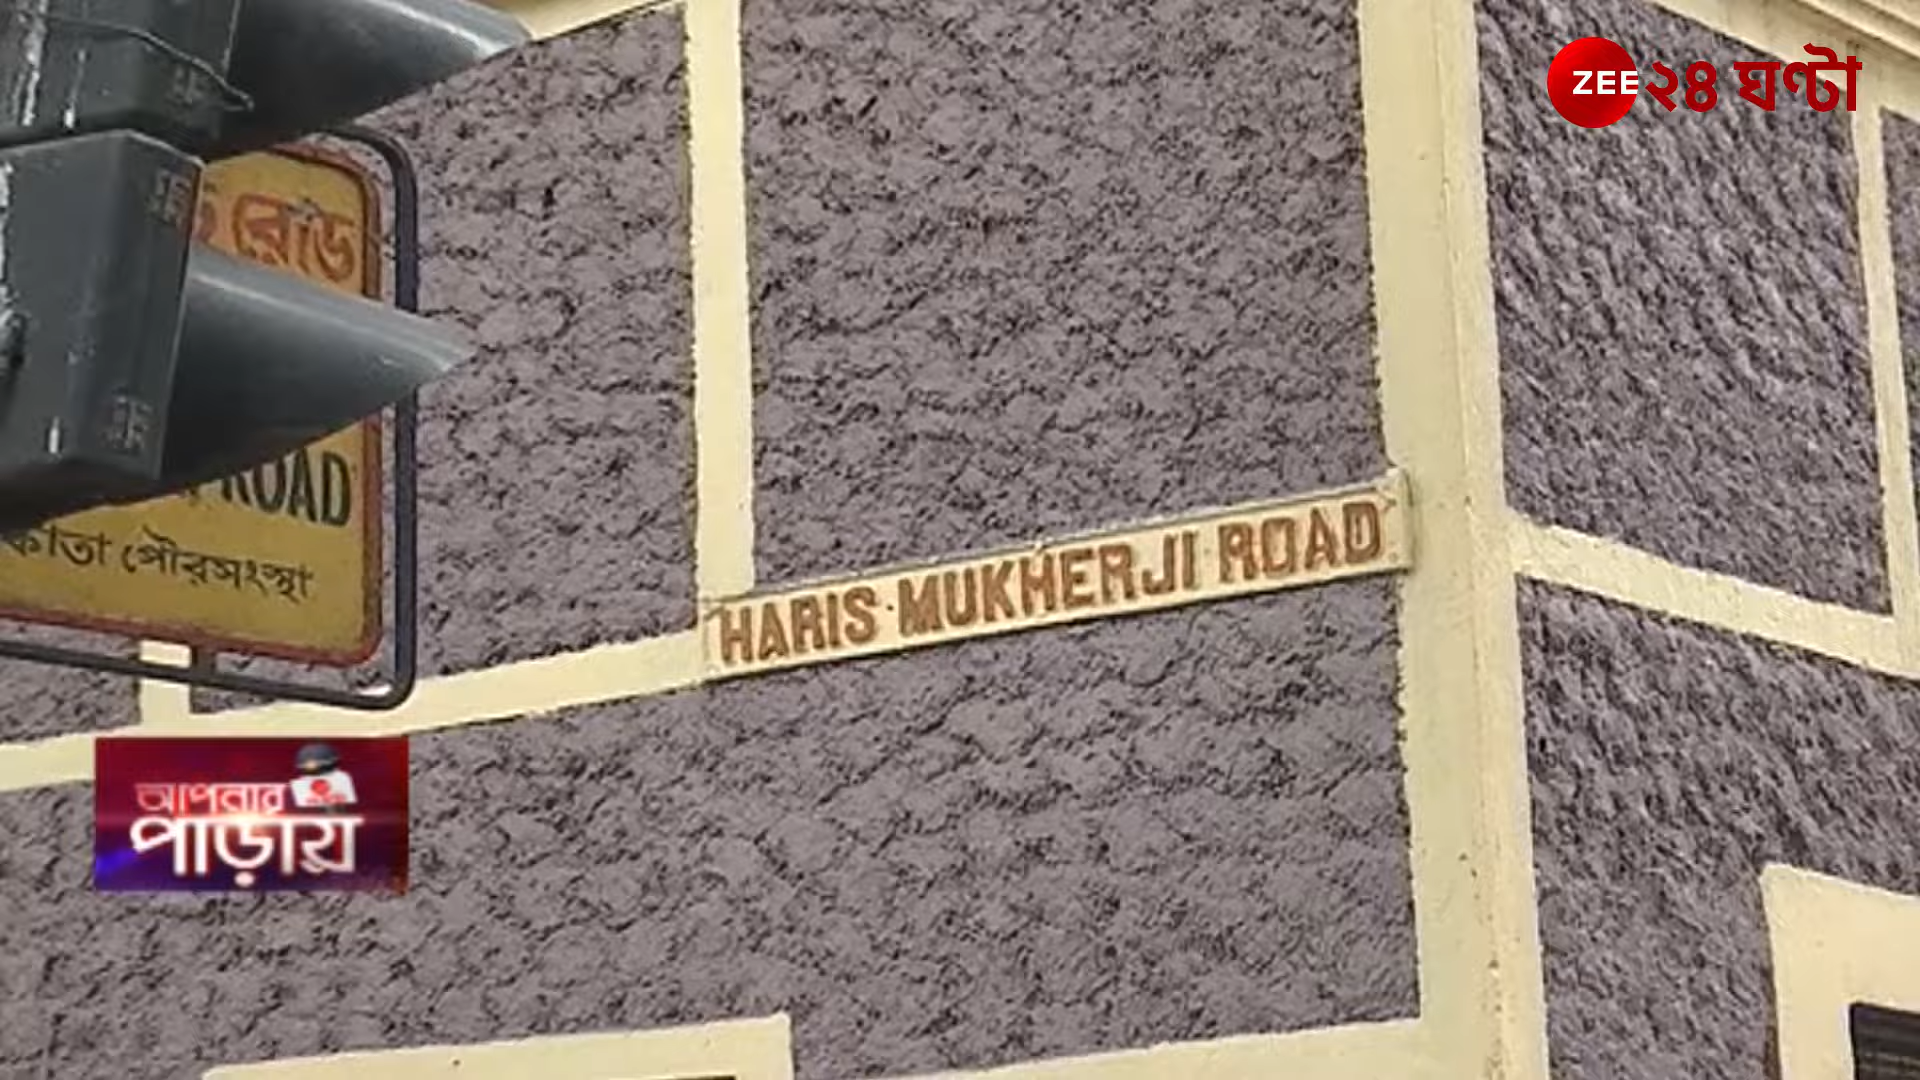 ZEE ২৪ ঘণ্টা
রোড
ROAD
পৌরসংস্থা
HARIS MUKHERJI ROAD
আপনার
পাড়ায়